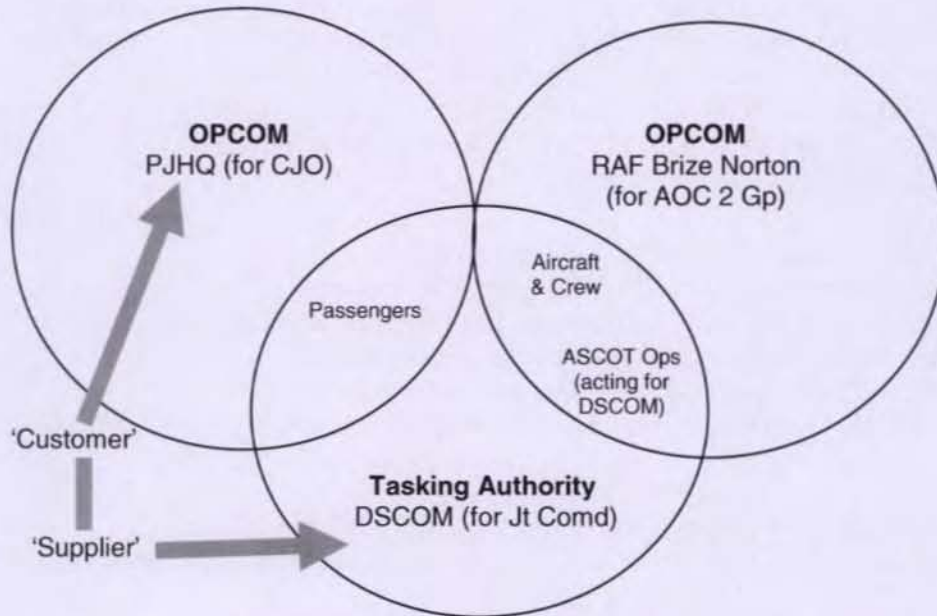 OPCOM
PJHQ (for CJO)
OPCOM
RAF Brize Norton
(for AOC 2 Gp)
Passengers
Aircraft
& Crew
ASCOT Ops
(acting for
DSCOM)
'Customer'
'Supplier'
Tasking Authority
DSCOM (for Jt Comd)